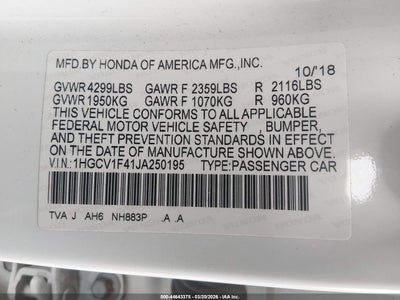 MFD.BY HONDA OF AMERICA MFG.,INC.
10/'18
GVWR 4299LBS GAWR F 2359LBS R 2116LBS
GVWR 1950KG GAWR F 1070KG R 960KG
THIS VEHICLE CONFORMS TO ALL APPLICABLE
FEDERAL MOTOR VEHICLE SAFETY , BUMPER,
AND THEFT PREVENTION STANDARDS IN
EFFECT ON THE DATE OF MANUFACTURE
SHOWN ABOVE.
V.I.N: 1HGCV1F41JA250195 TYPE:PASSENGER CAR
TVA J AH6 NH883P .A .A
800-44643375 - 03/20/2026 - IAA Inc.